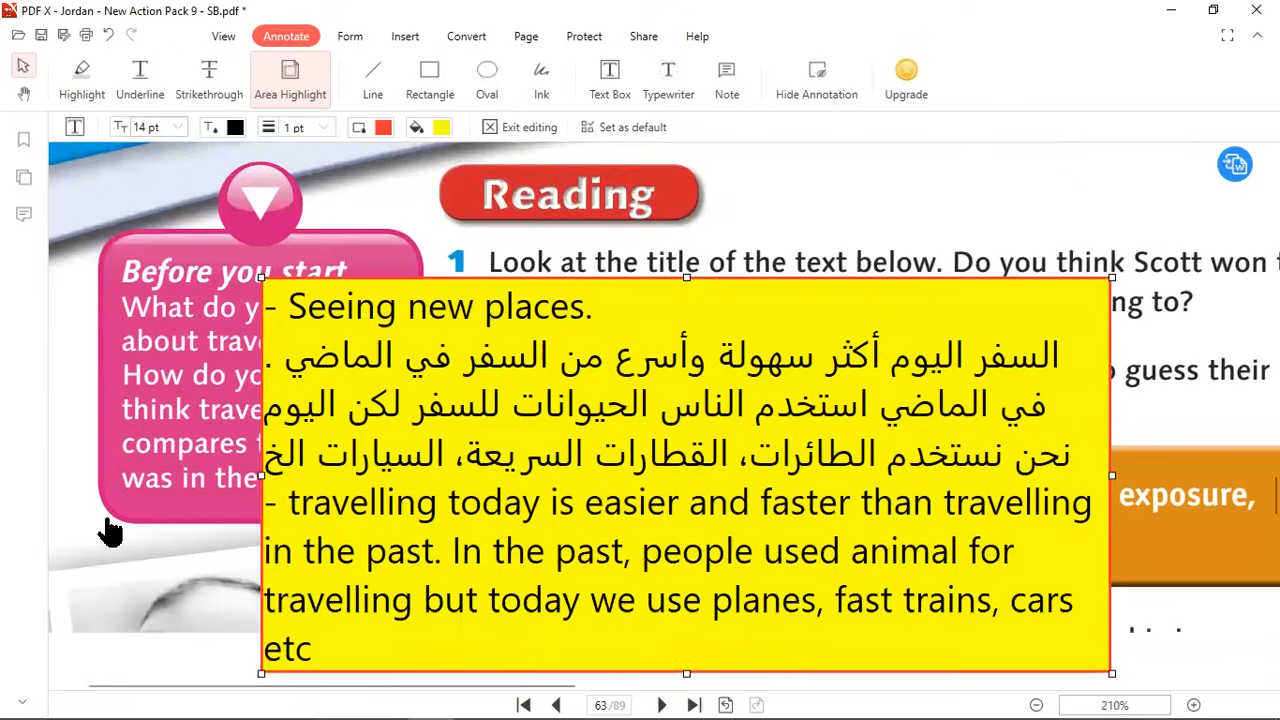 PDF X - Jordan - New Action Pack 9 - SB.pdf *
View Annotate Form Insert Convert Page Protect Share Help
Highlight Underline Strikethrough Area Highlight Line Rectangle Oval Ink Text Box Typewriter Note Hide Annotation Upgrade
14 pt 1 pt Exit editing Set as default
Reading
Before you start
What do y
about trave
How do yo
think trave
compares t
was in the
1 Look at the title of the text below. Do you think Scott won t
ng to?
guess their
exposure,
- Seeing new places.
السفر اليوم أكثر سهولة وأسرع من السفر في الماضي .
في الماضي استخدم الناس الحيوانات للسفر لكن اليوم
نحن نستخدم الطائرات، القطارات السريعة، السيارات الخ
- travelling today is easier and faster than travelling
in the past. In the past, people used animal for
travelling but today we use planes, fast trains, cars
etc
63 /89
210%